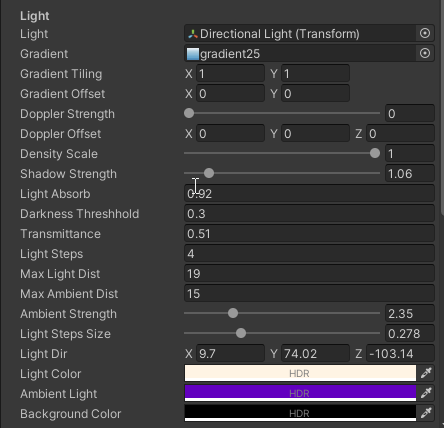 Light
Light Directional Light (Transform)
Gradient gradient25
Gradient Tiling X 1 Y 1
Gradient Offset X 0 Y 0
Doppler Strength 0
Doppler Offset X 0 Y 0 Z 0
Density Scale 1
Shadow Strength 1.06
Light Absorb 0.92
Darkness Threshhold 0.3
Transmittance 0.51
Light Steps 4
Max Light Dist 19
Max Ambient Dist 15
Ambient Strength 2.35
Light Steps Size 0.278
Light Dir X 9.7 Y 74.02 Z -103.14
Light Color HDR
Ambient Light HDR
Background Color HDR